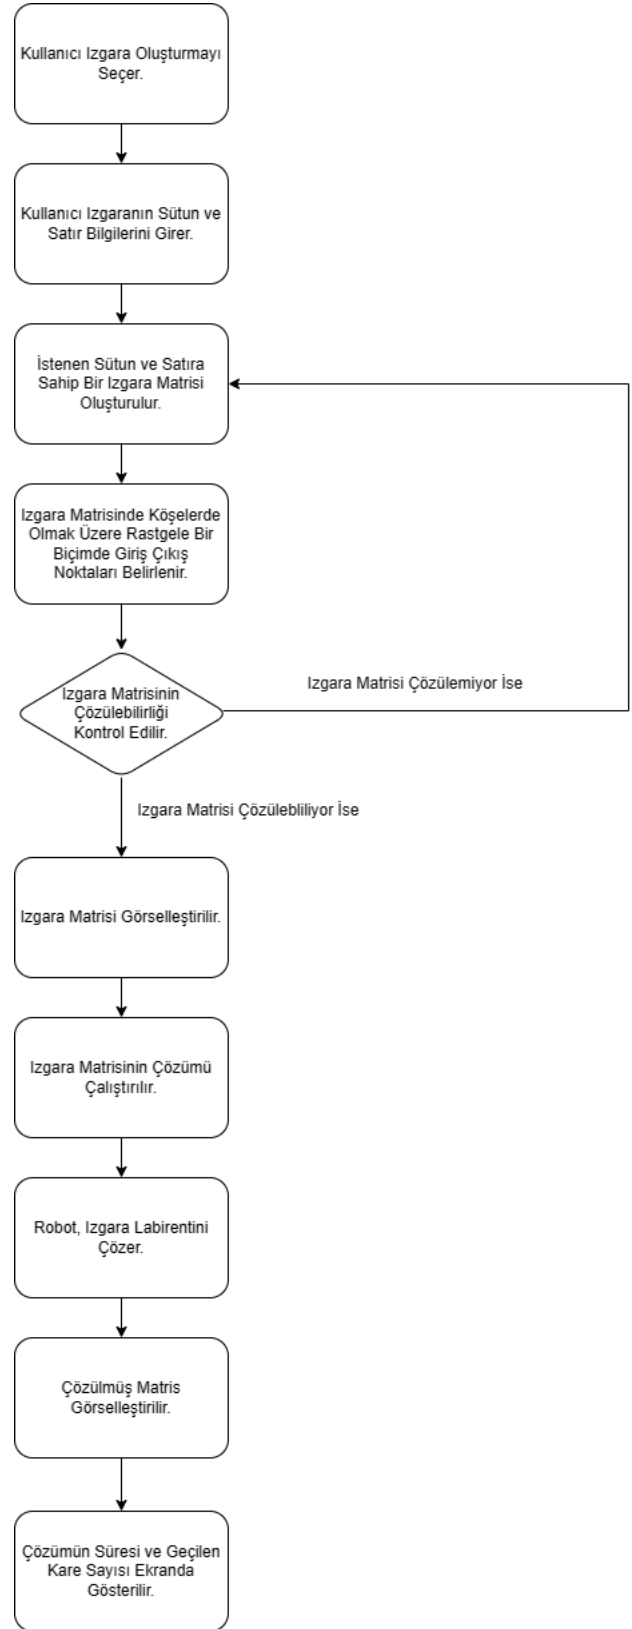 Kullanıcı Izgara Oluşturmayı
Seçer.
Kullanıcı Izgaranın Sütun ve
Satır Bilgilerini Girer.
İstenen Sütun ve Satıra
Sahip Bir Izgara Matrisi
Oluşturulur.
Izgara Matrisinde Köşelerde
Olmak Üzere Rastgele Bir
Biçimde Giriş Çıkış
Noktaları Belirlenir.
Izgara Matrisinin
Çözülebilirliği
Kontrol Edilir.
Izgara Matrisi Çözülemiyor İse
Izgara Matrisi Çözülebliliyor İse
Izgara Matrisi Görselleştirilir.
Izgara Matrisinin Çözümü
Çalıştırılır.
Robot, Izgara Labirentini
Çözer.
Çözülmüş Matris
Görselleştirilir.
Çözümün Süresi ve Geçilen
Kare Sayısı Ekranda
Gösterilir.